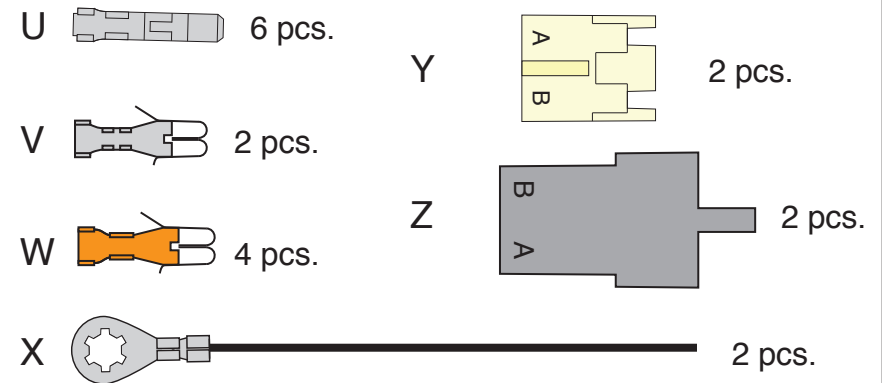 U 6 pcs.
V 2 pcs.
W 4 pcs.
X 2 pcs.
Y A B 2 pcs.
Z B A 2 pcs.